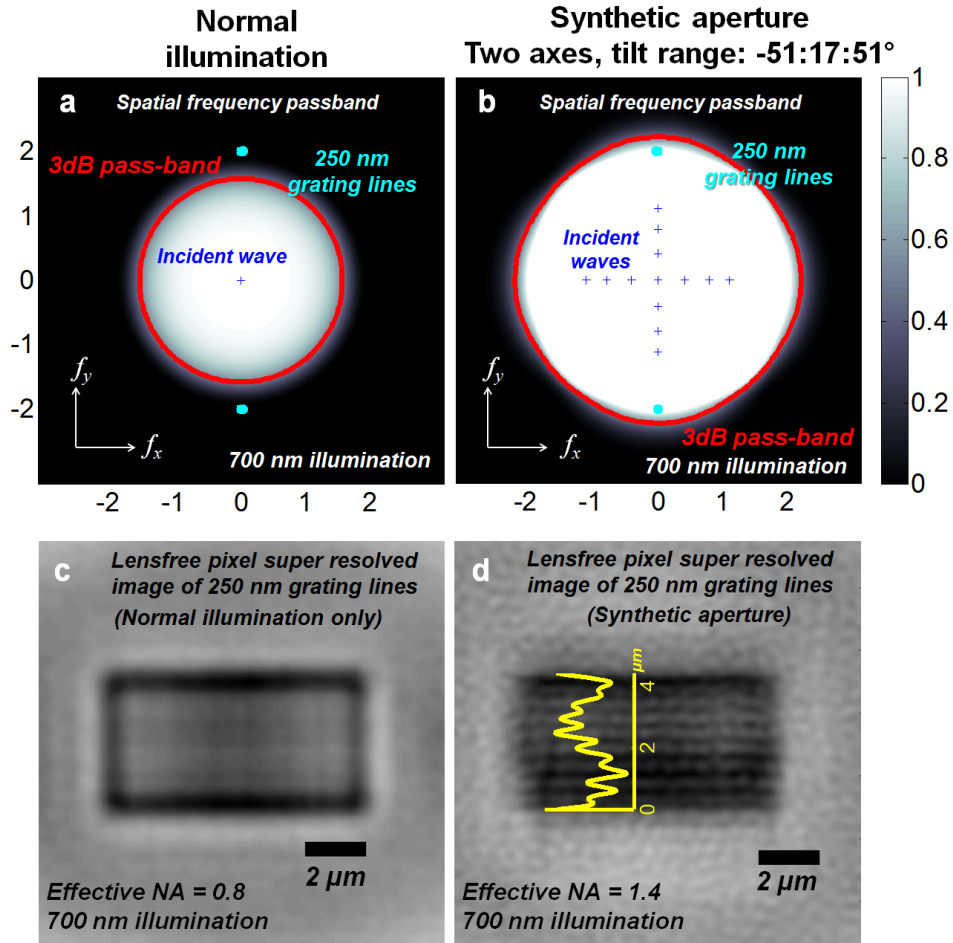 Normal
illumination
Synthetic aperture
Two axes, tilt range: -51:17:51°
a
Spatial frequency passband
3dB pass-band
250 nm
grating lines
Incident wave
2
1
0
-1
-2
fy
fx
700 nm illumination
-2
-1
0
1
2
b
Spatial frequency passband
250 nm
grating lines
Incident
waves
fy
fx
3dB pass-band
700 nm illumination
-2
-1
0
1
2
1
0.8
0.6
0.4
0.2
0
c
Lensfree pixel super resolved
image of 250 nm grating lines
(Normal illumination only)
2 μm
Effective NA = 0.8
700 nm illumination
d
Lensfree pixel super resolved
image of 250 nm grating lines
(Synthetic aperture)
μm
4
2
0
2 μm
Effective NA = 1.4
700 nm illumination